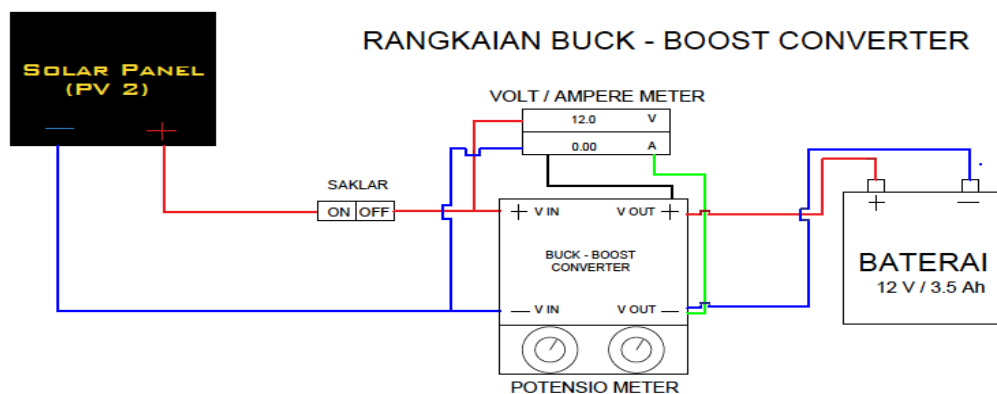 RANGKAIAN BUCK - BOOST CONVERTER
SOLAR PANEL
(PV 2)
— +
VOLT / AMPERE METER
12.0 V
0.00 A
SAKLAR
ON OFF
+ V IN V OUT +
BUCK - BOOST
CONVERTER
— V IN V OUT —
POTENSIO METER
+ —
BATERAI
12 V / 3.5 Ah